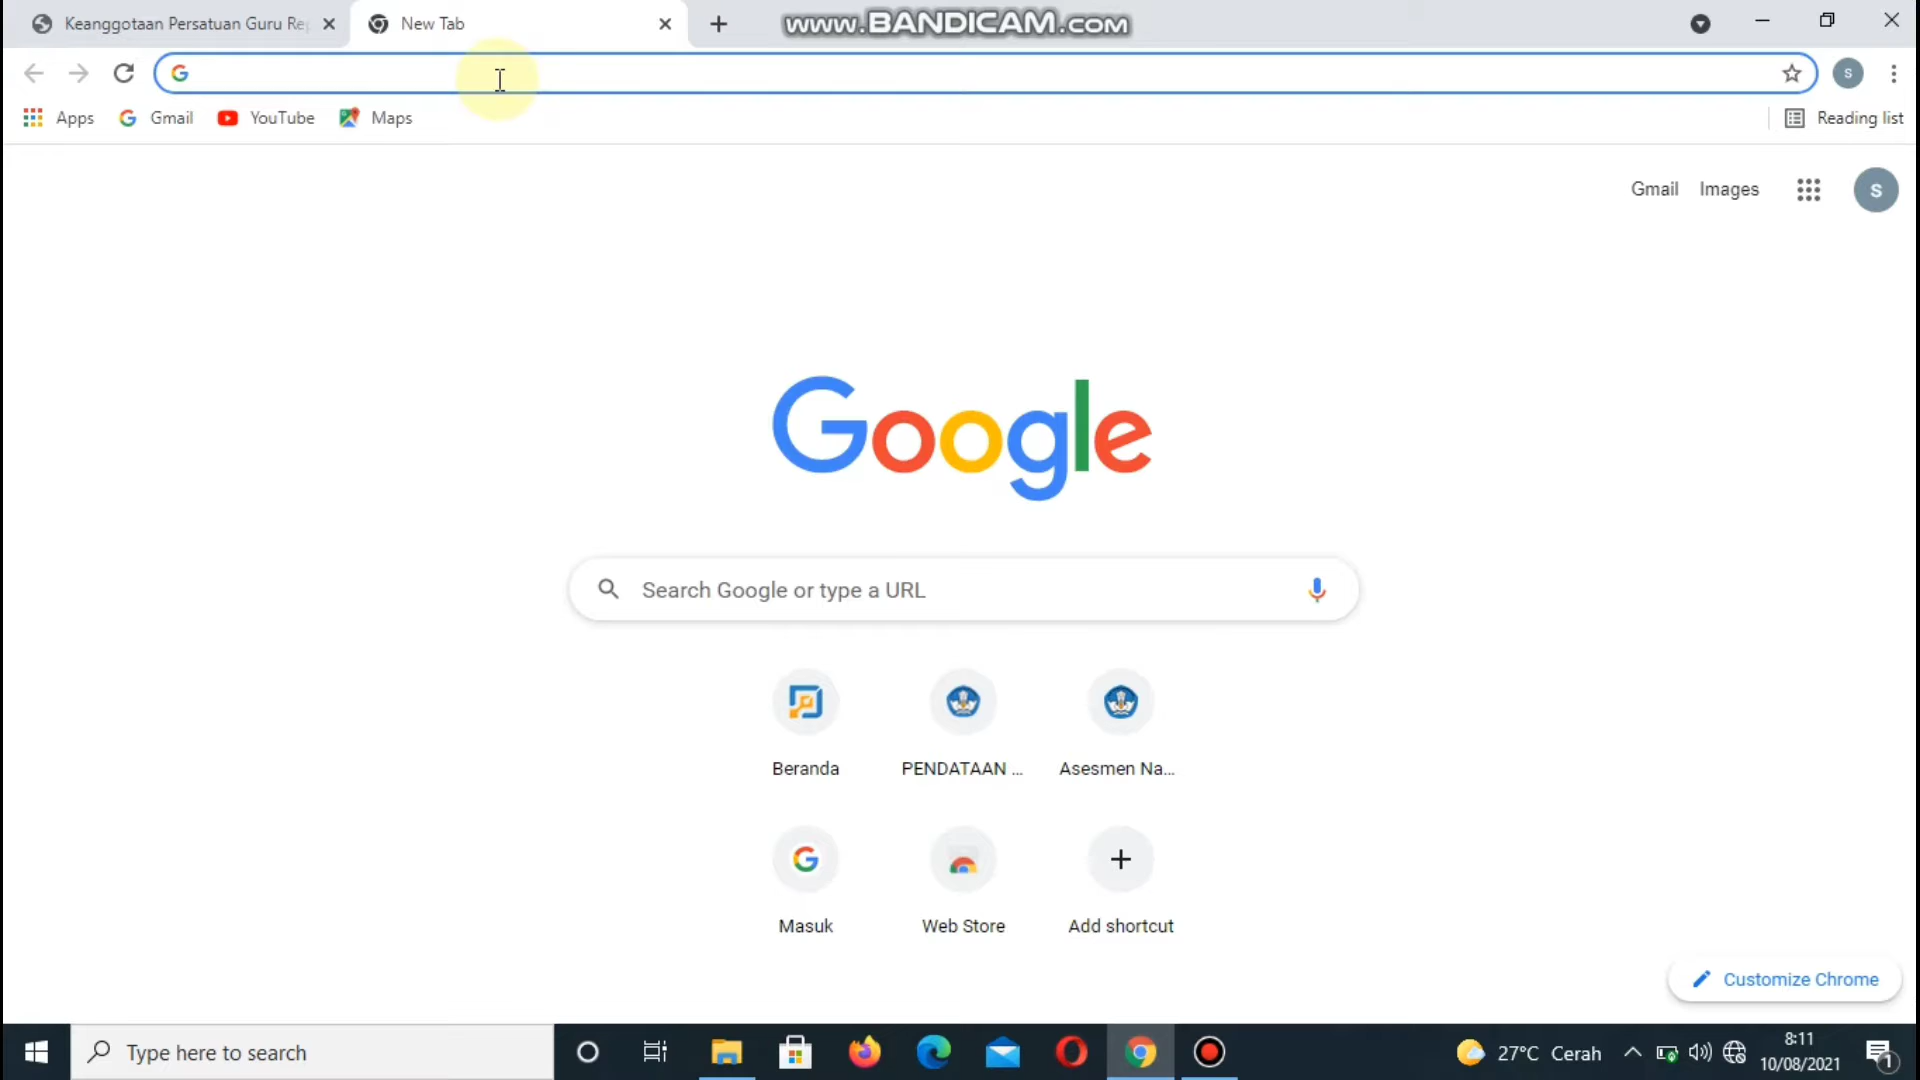 Keanggotaan Persatuan Guru Re
New Tab
www.BANDICAM.com
Apps
Gmail
YouTube
Maps
Reading list
S
Gmail
Images
S
Google
Search Google or type a URL
Beranda
PENDATAAN ...
Asesmen Na...
Masuk
Web Store
Add shortcut
Customize Chrome
Type here to search
27°C Cerah
8:11
10/08/2021
1